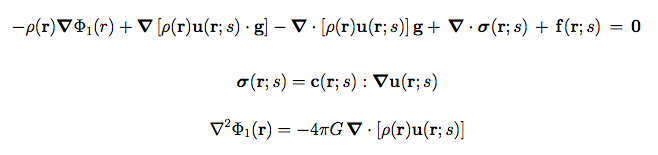 −ρ(𝐫)𝛁Φ₁(r) + 𝛁 [ρ(𝐫)𝐮(𝐫; s) · 𝐠] − 𝛁 · [ρ(𝐫)𝐮(𝐫; s)] 𝐠 + 𝛁 · 𝝈(𝐫; s) + 𝐟(𝐫; s) = 𝟎
𝝈(𝐫; s) = 𝐜(𝐫; s) : 𝛁𝐮(𝐫; s)
∇²Φ₁(𝐫) = −4πG 𝛁 · [ρ(𝐫)𝐮(𝐫; s)]